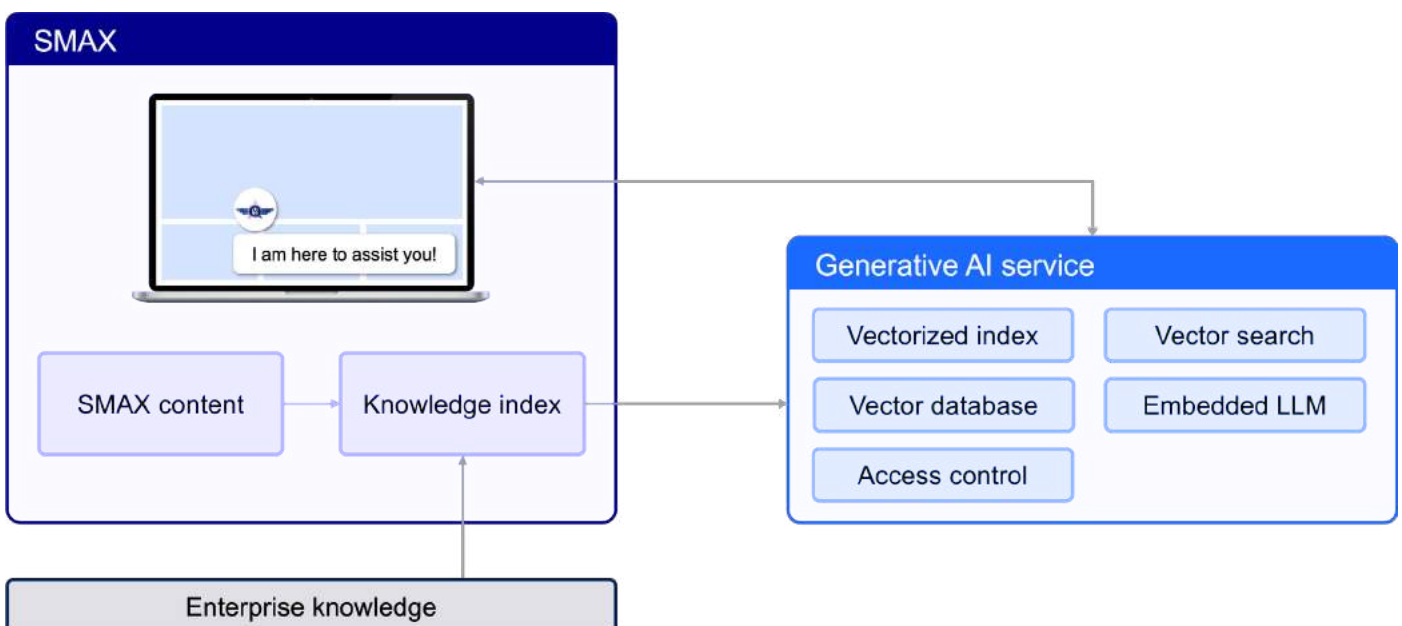 SMAX
I am here to assist you!
SMAX content
Knowledge index
Generative AI service
Vectorized index
Vector search
Vector database
Embedded LLM
Access control
Enterprise knowledge